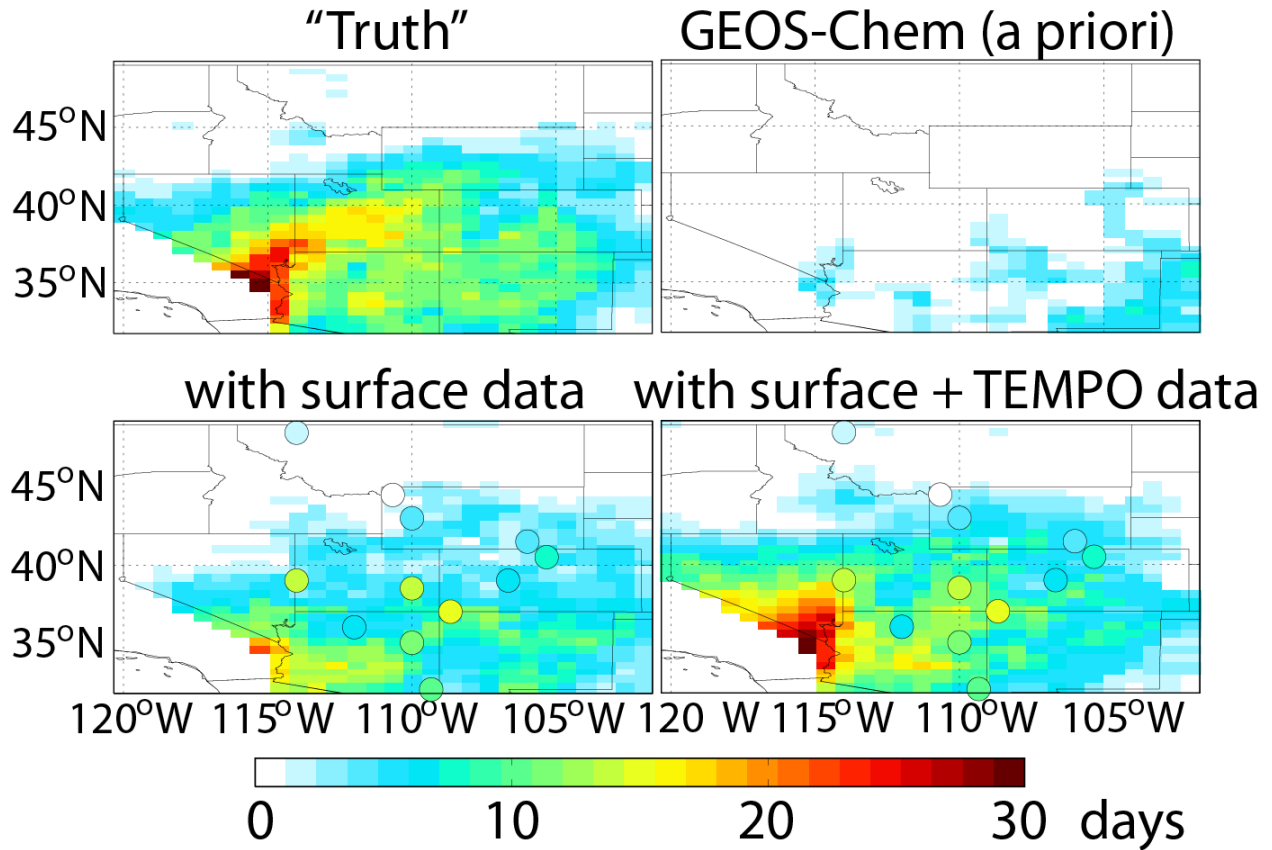 “Truth”
GEOS-Chem (a priori)
45°N
40°N
35°N
with surface data
with surface + TEMPO data
45°N
40°N
35°N
120°W 115°W 110°W 105°W
120 W 115°W 110°W 105°W
0 10 20 30 days